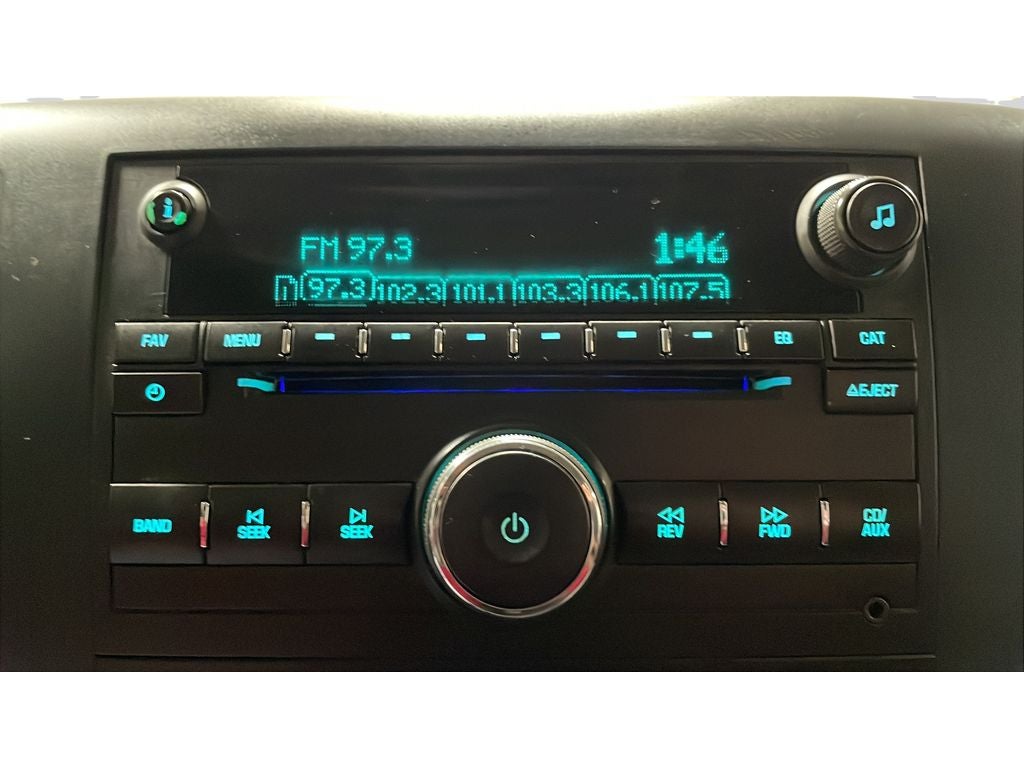 i
FM 97.3 1:46
97.3 102.3 101.1 103.3 106.1 107.5
FAV MENU EQ CAT
EJECT
BAND SEEK SEEK REV FWD CD/
AUX